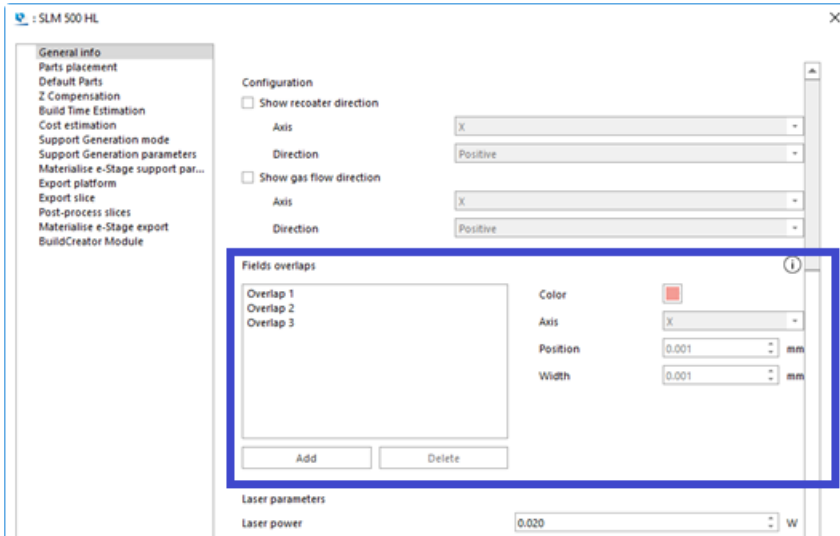 : SLM 500 HL
General info
Parts placement
Default Parts
Z Compensation
Build Time Estimation
Cost estimation
Support Generation mode
Support Generation parameters
Materialise e-Stage support par...
Export platform
Export slice
Post-process slices
Materialise e-Stage export
BuildCreator Module
Configuration
Show recoater direction
Axis X
Direction Positive
Show gas flow direction
Axis X
Direction Positive
Fields overlaps
Overlap 1
Overlap 2
Overlap 3
Add Delete
Color
Axis X
Position 0.001 mm
Width 0.001 mm
Laser parameters
Laser power 0.020 W